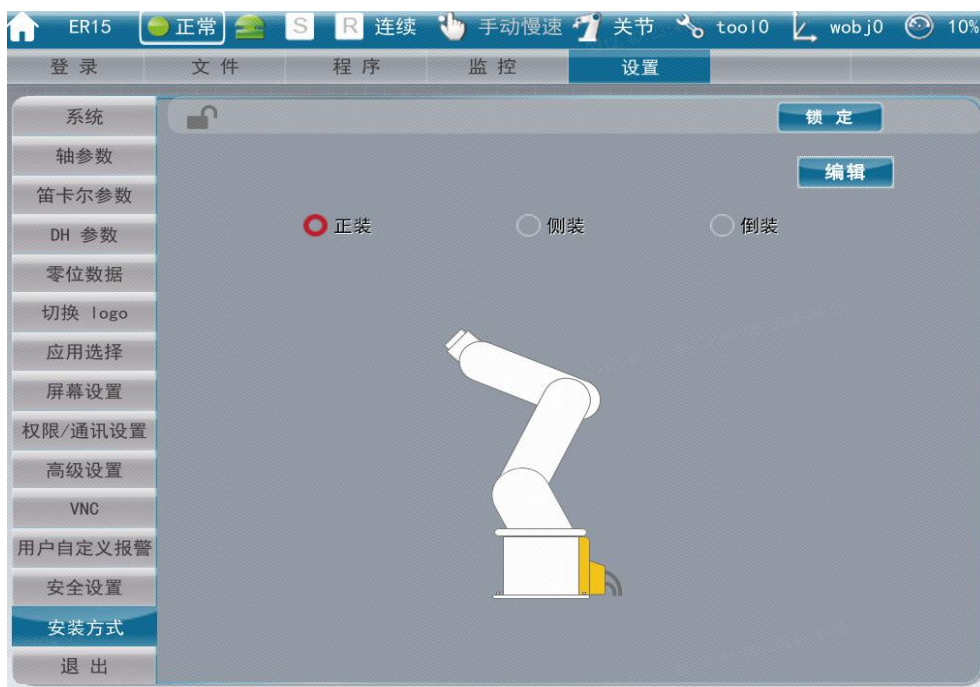 ER15 正常 S R 连续 手动慢速 关节 tool0 wobj0 10%
登 录 文 件 程 序 监 控 设置
系统
锁 定
轴参数
编辑
笛卡尔参数
DH 参数
正装 侧装 倒装
零位数据
切换 logo
应用选择
屏幕设置
权限/通讯设置
高级设置
VNC
用户自定义报警
安全设置
安装方式
退 出